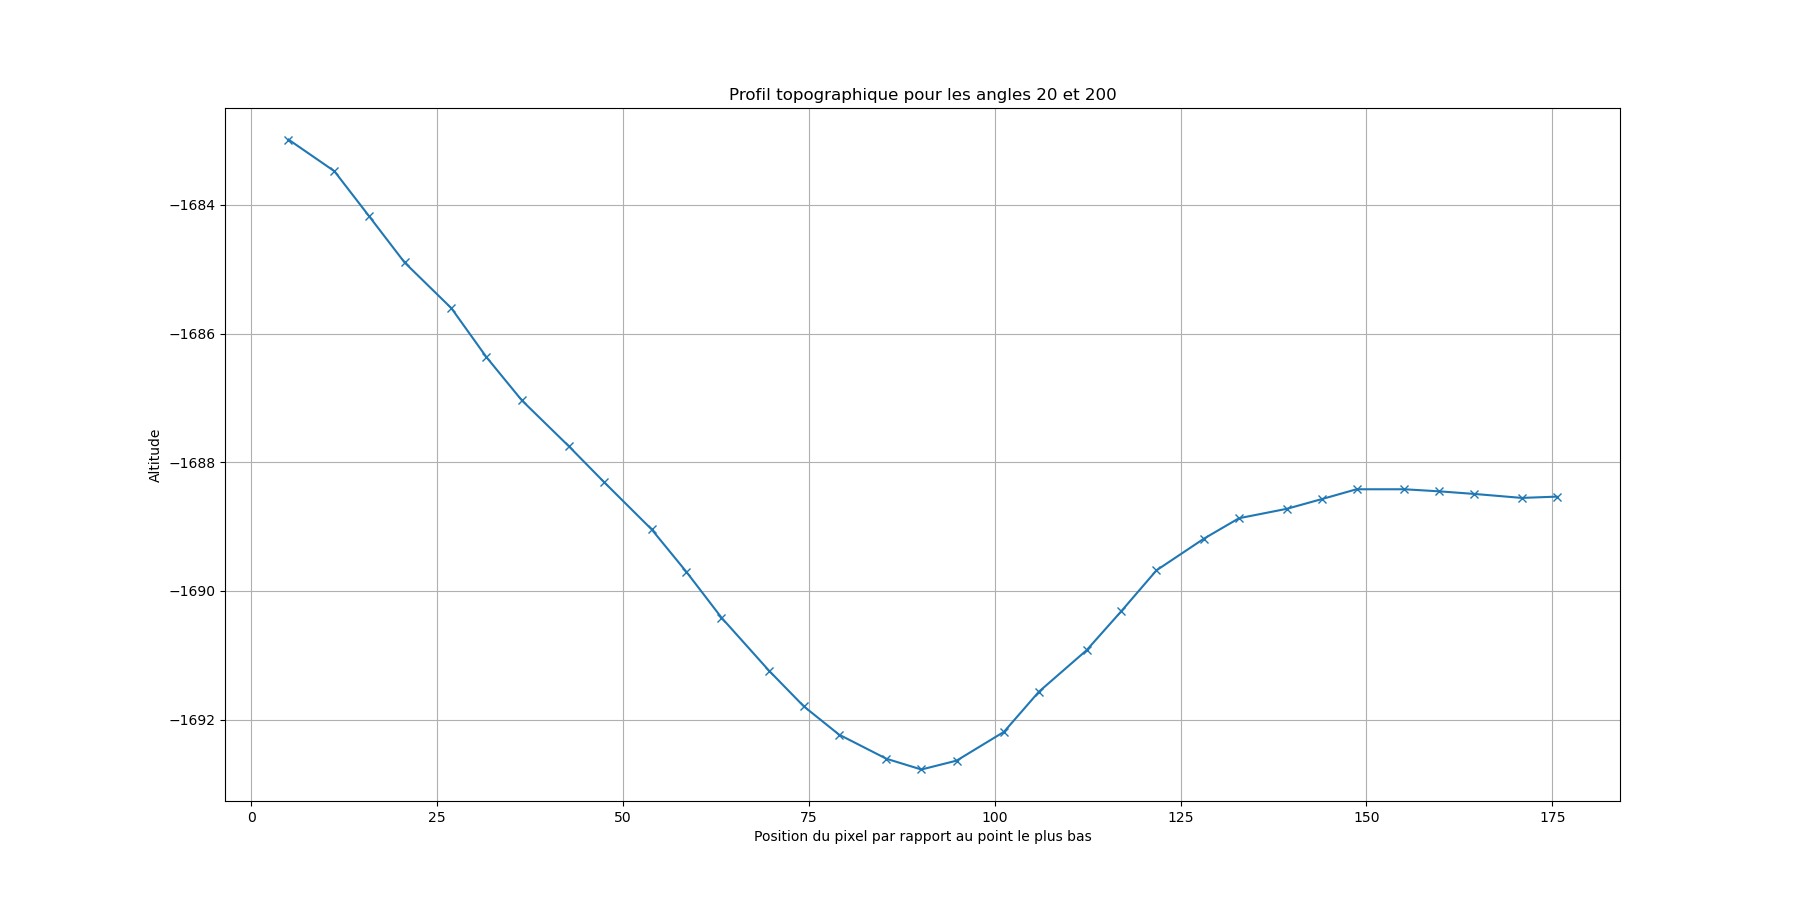 Profil topographique pour les angles 20 et 200
−1684
−1686
−1688
−1690
−1692
Altitude
0 25 50 75 100 125 150 175
Position du pixel par rapport au point le plus bas